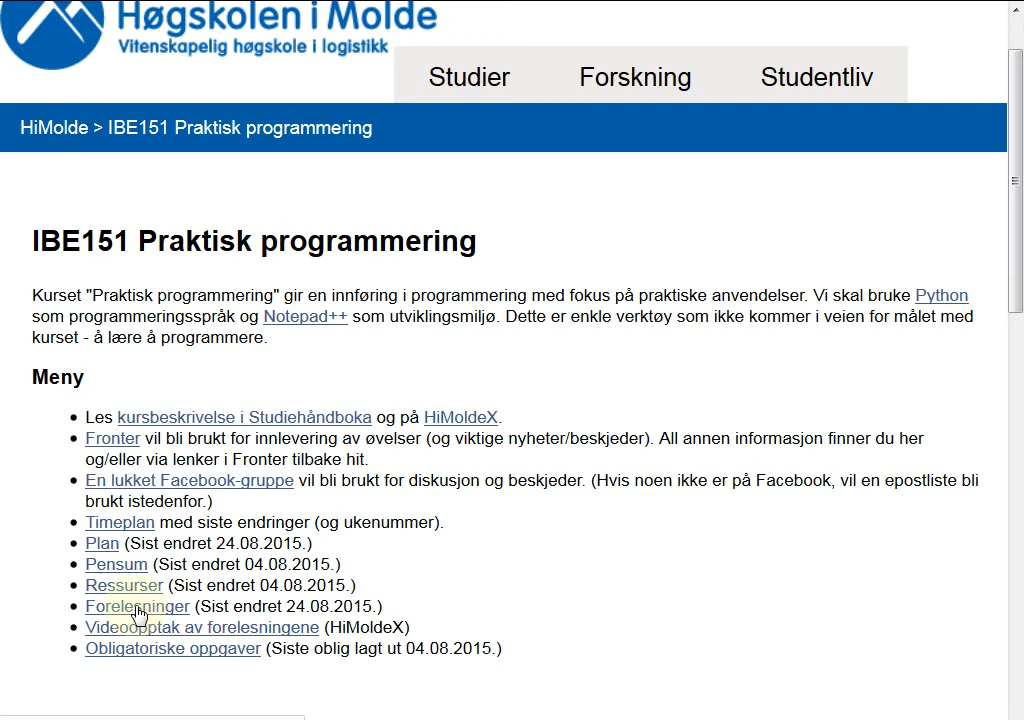 Høgskolen i Molde
Vitenskapelig høgskole i logistikk
Studier Forskning Studentliv
HiMolde > IBE151 Praktisk programmering
IBE151 Praktisk programmering
Kurset "Praktisk programmering" gir en innføring i programmering med fokus på praktiske anvendelser. Vi skal bruke Python
som programmeringsspråk og Notepad++ som utviklingsmiljø. Dette er enkle verktøy som ikke kommer i veien for målet med
kurset - å lære å programmere.
Meny
• Les kursbeskrivelse i Studiehåndboka og på HiMoldeX.
• Fronter vil bli brukt for innlevering av øvelser (og viktige nyheter/beskjeder). All annen informasjon finner du her
og/eller via lenker i Fronter tilbake hit.
• En lukket Facebook-gruppe vil bli brukt for diskusjon og beskjeder. (Hvis noen ikke er på Facebook, vil en epostliste bli
brukt istedenfor.)
• Timeplan med siste endringer (og ukenummer).
• Plan (Sist endret 24.08.2015.)
• Pensum (Sist endret 04.08.2015.)
• Ressurser (Sist endret 04.08.2015.)
• Forelesninger (Sist endret 24.08.2015.)
• Videoopptak av forelesningene (HiMoldeX)
• Obligatoriske oppgaver (Siste oblig lagt ut 04.08.2015.)